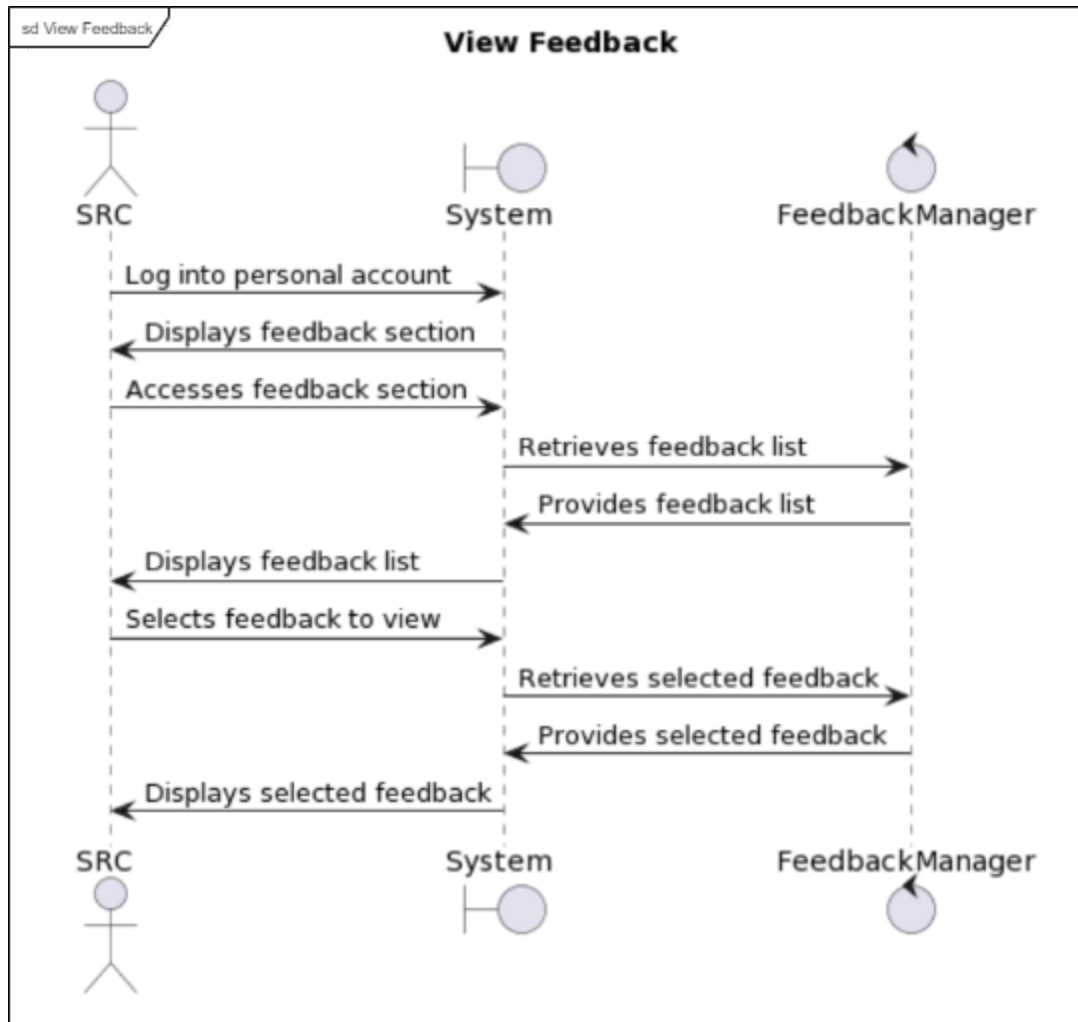 sd View Feedback
View Feedback
SRC
System
FeedbackManager
Log into personal account
Displays feedback section
Accesses feedback section
Retrieves feedback list
Provides feedback list
Displays feedback list
Selects feedback to view
Retrieves selected feedback
Provides selected feedback
Displays selected feedback
SRC
System
FeedbackManager